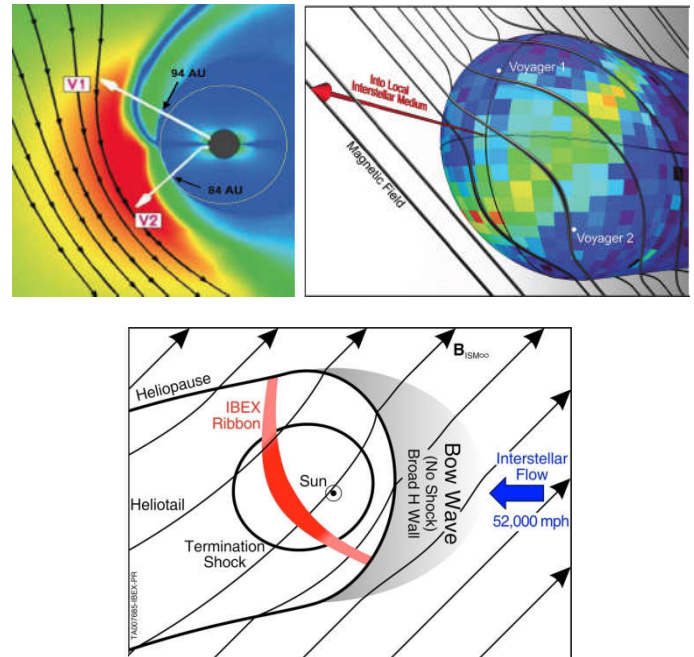 94 AU
V1
84 AU
V2
Into Local
Interstellar Medium
Magnetic Field
Voyager 1
Voyager 2
Heliopause
IBEX
Ribbon
B ISM∞
Sun
Bow Wave
(No Shock)
Broad H Wall
Interstellar
Flow
52,000 mph
Heliotail
Termination
Shock
TA007685-IBEX-PR